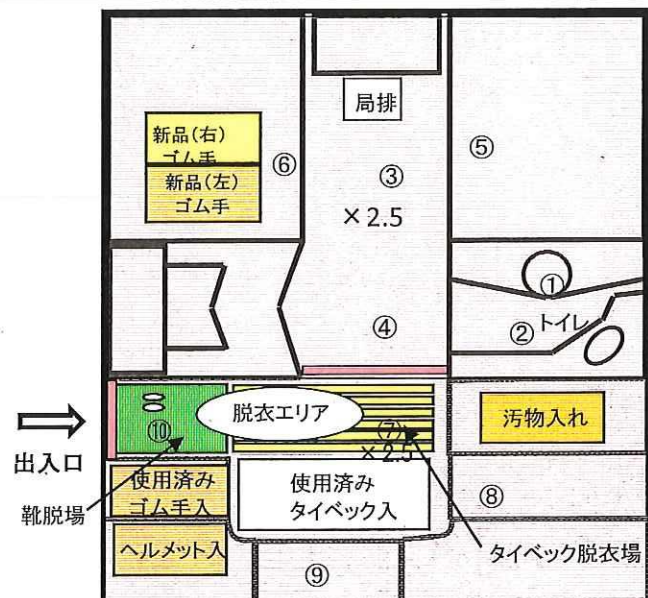 局排
新品(右)
ゴム手
新品(左)
ゴム手
⑥
③
×2.5
⑤
①
④
②
トイレ
出入口
脱衣エリア
⑩
⑦
×2.5
汚物入れ
靴脱場
使用済み
ゴム手入
使用済み
タイベック入
⑧
ヘルメット入
タイベック脱衣場
⑨